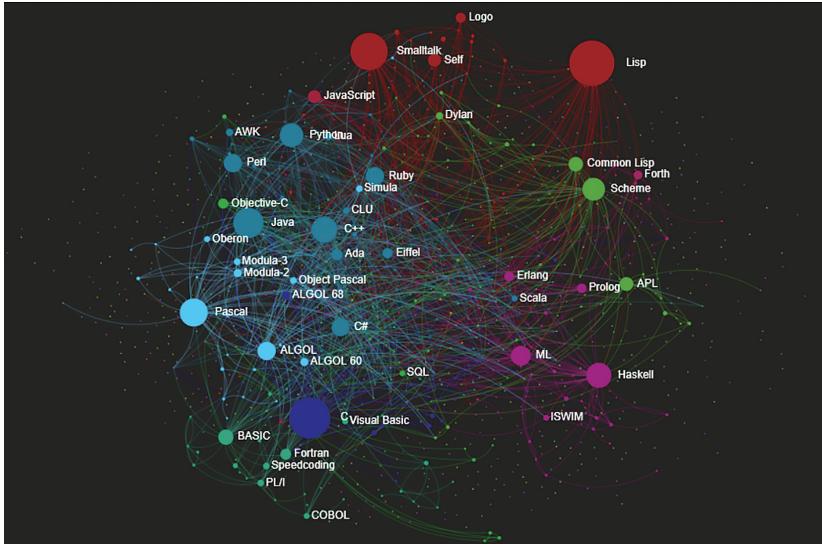 Logo
Smalltalk
Self
Lisp
JavaScript
Dylan
AWK
Python
Lua
Perl
Common Lisp
Forth
Ruby
Simula
Scheme
Objective-C
CLU
Java
C++
Oberon
Ada
Eiffel
Modula-3
Modula-2
Erlang
Object Pascal
Prolog
APL
ALGOL 68
Scala
Pascal
C#
ALGOL
ML
ALGOL 60
SQL
Haskell
C
Visual Basic
ISWIM
BASIC
Fortran
Speedcoding
PL/I
COBOL